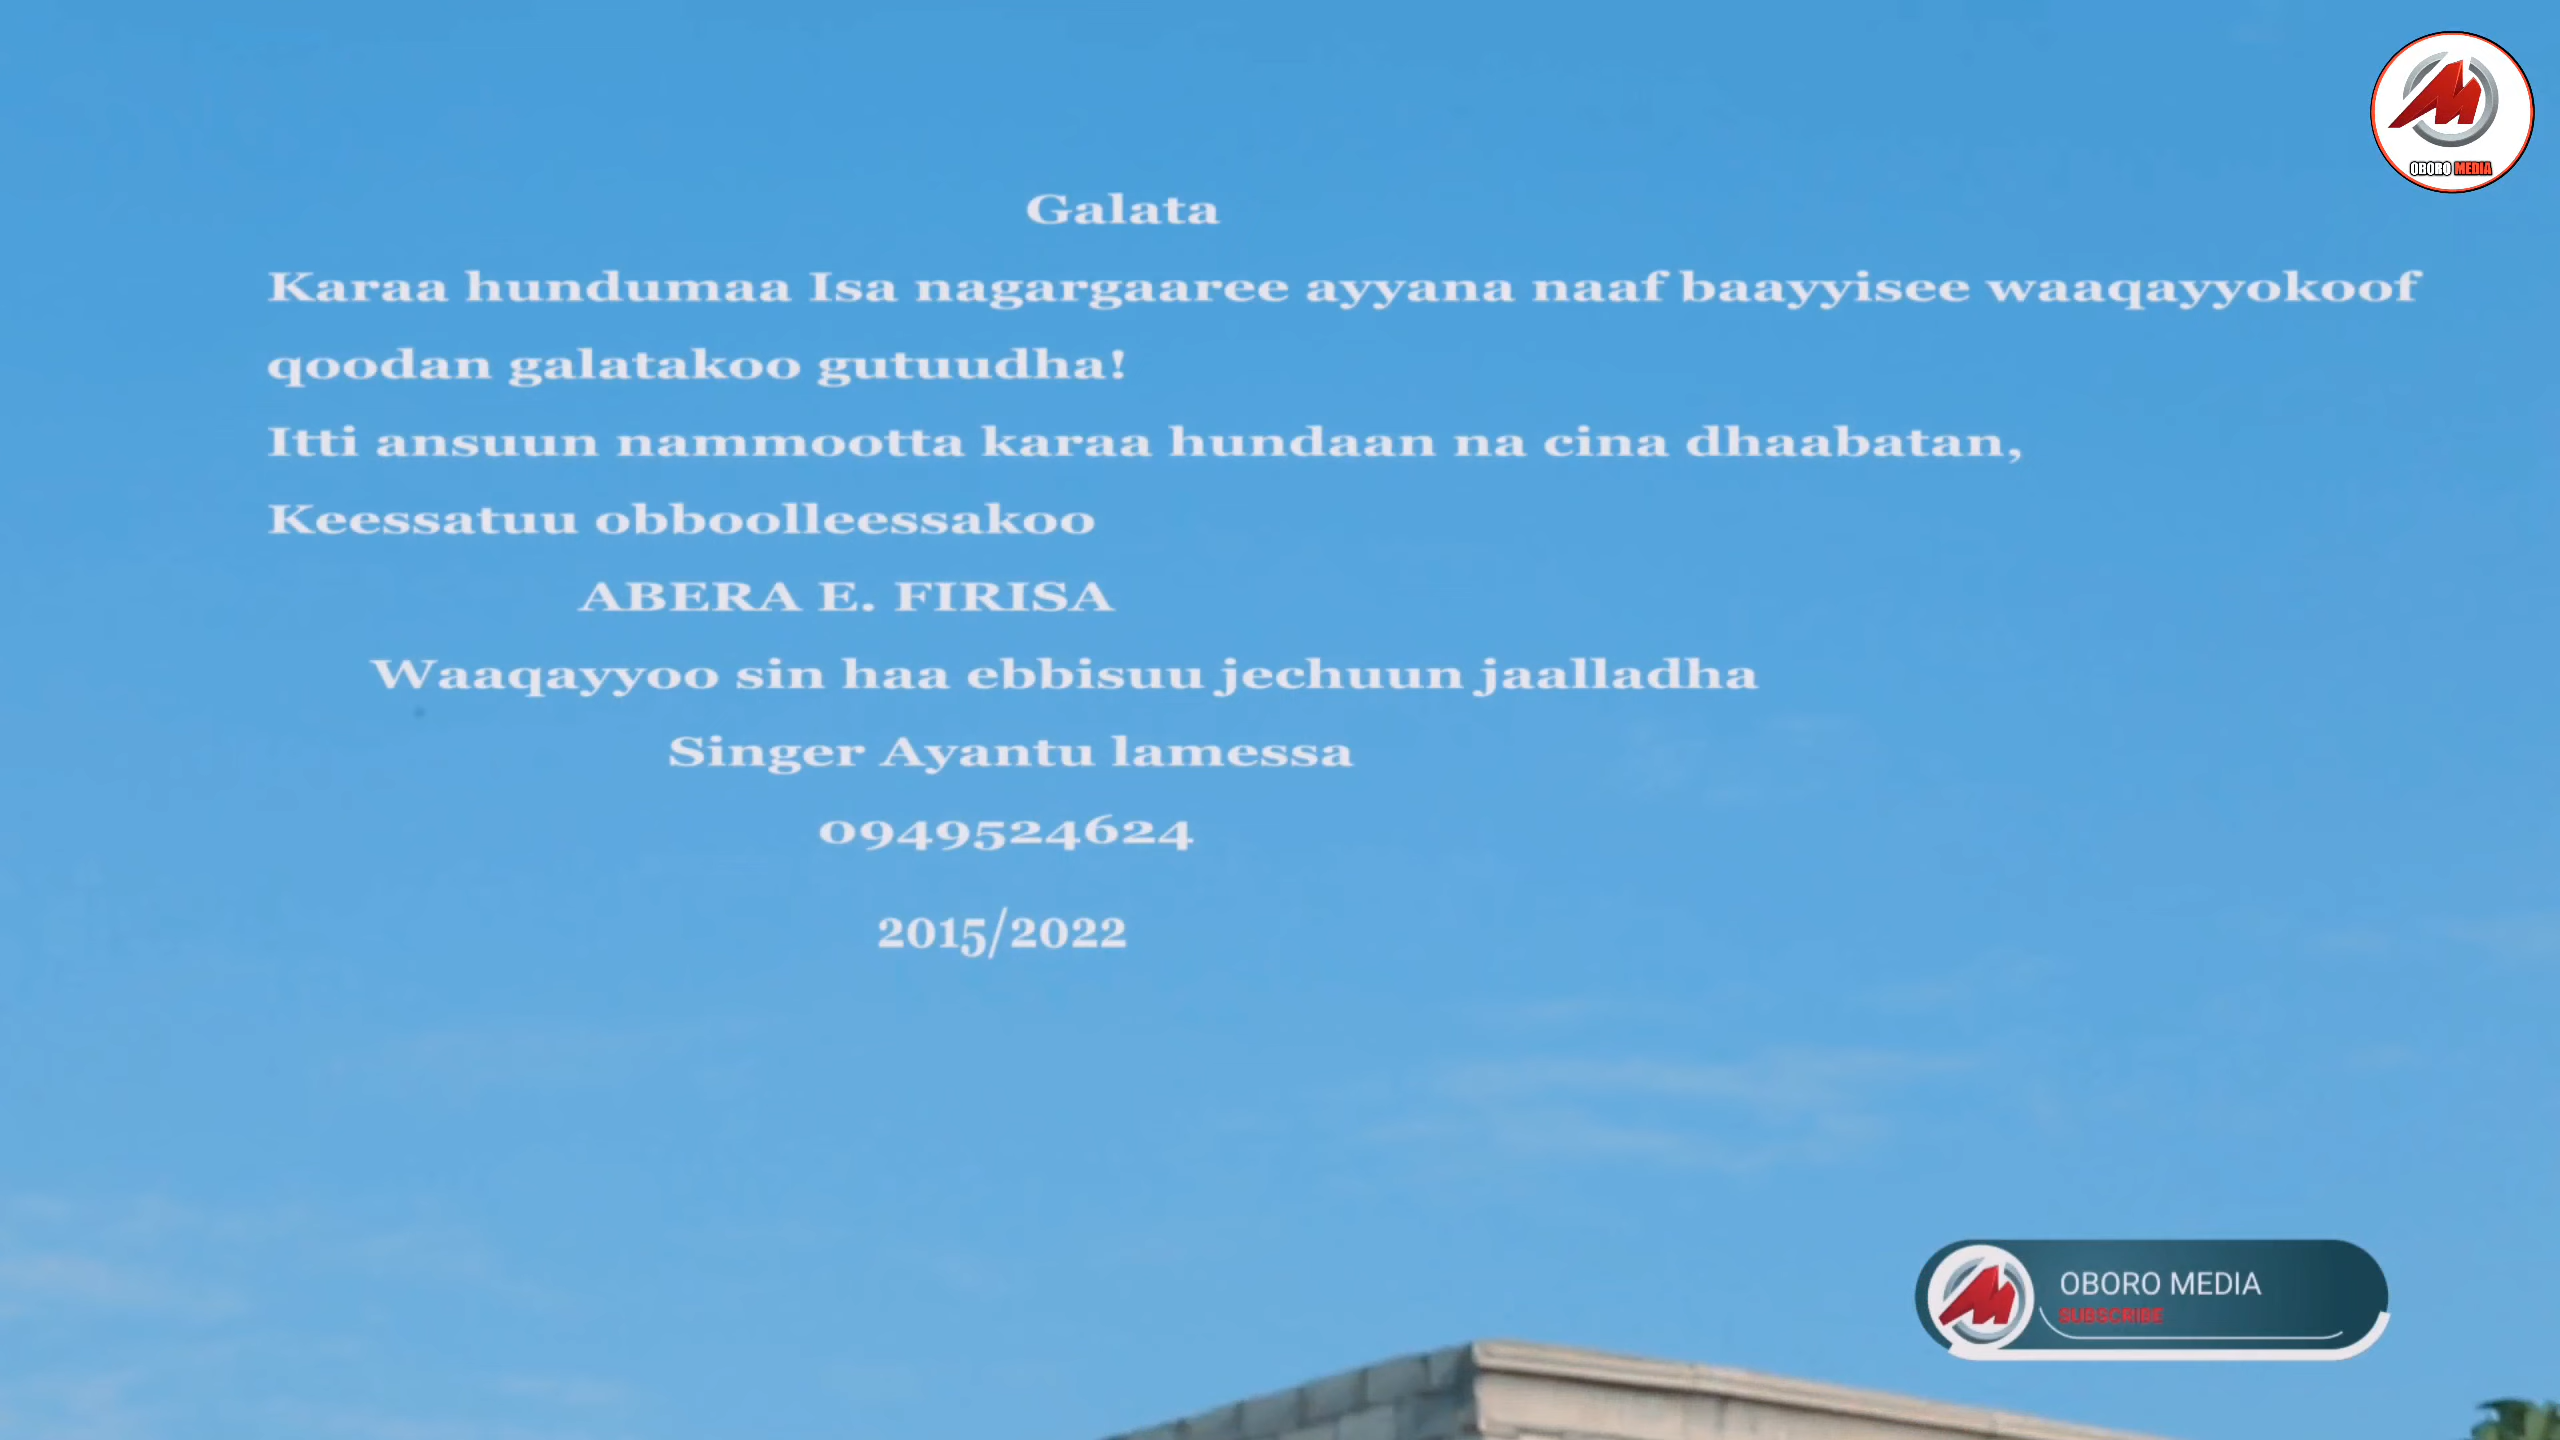 OBORO MEDIA
Galata
Karaa hundumaa Isa nagargaaree ayyana naaf baayyisee waaqayyokoof
qoodan galatakoo gutuudha!
Itti ansuun nammootta karaa hundaan na cina dhaabatan,
Keessatuu obboolleessakoo
ABERA E. FIRISA
Waaqayyoo sin haa ebbisuu jechuun jaalladha
Singer Ayantu lamessa
0949524624
2015/2022
OBORO MEDIA
SUBSCRIBE